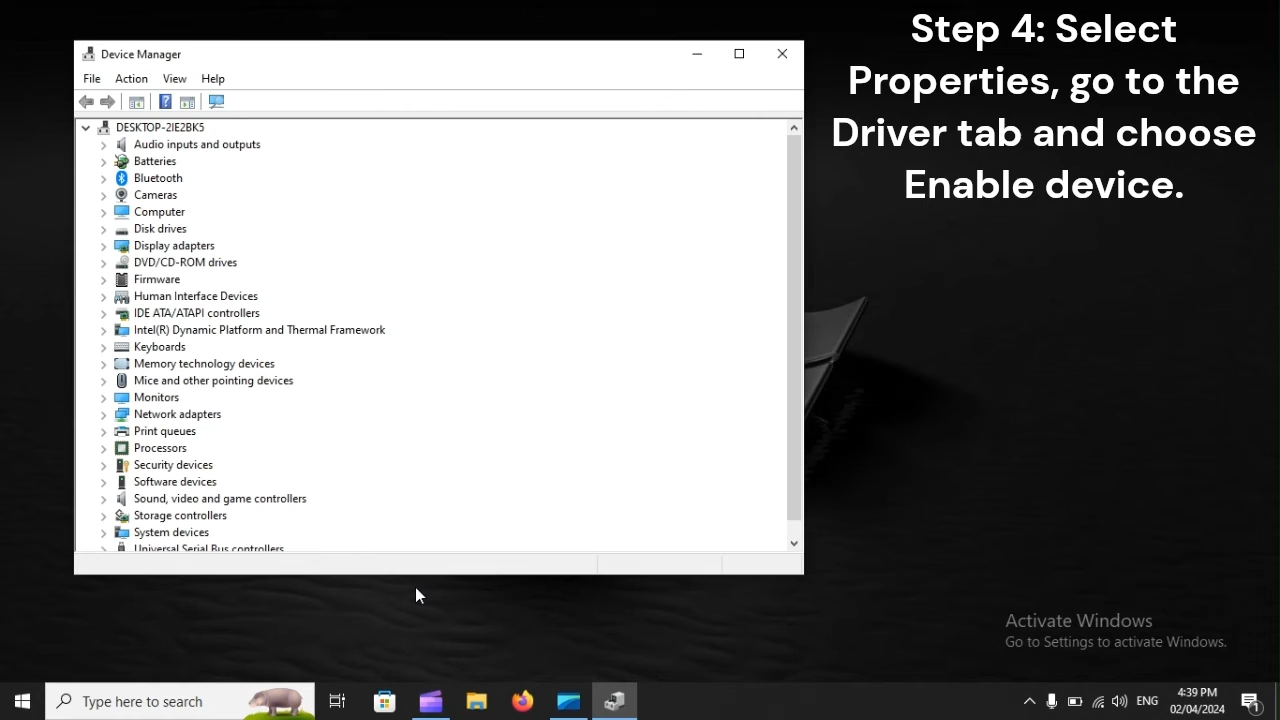 Step 4: Select
Properties, go to the
Driver tab and choose
Enable device.
Device Manager
File Action View Help
DESKTOP-2IE2BK5
Audio inputs and outputs
Batteries
Bluetooth
Cameras
Computer
Disk drives
Display adapters
DVD/CD-ROM drives
Firmware
Human Interface Devices
IDE ATA/ATAPI controllers
Intel(R) Dynamic Platform and Thermal Framework
Keyboards
Memory technology devices
Mice and other pointing devices
Monitors
Network adapters
Print queues
Processors
Security devices
Software devices
Sound, video and game controllers
Storage controllers
System devices
Universal Serial Bus controllers
Activate Windows
Go to Settings to activate Windows.
Type here to search
ENG
4:39 PM
02/04/2024
1